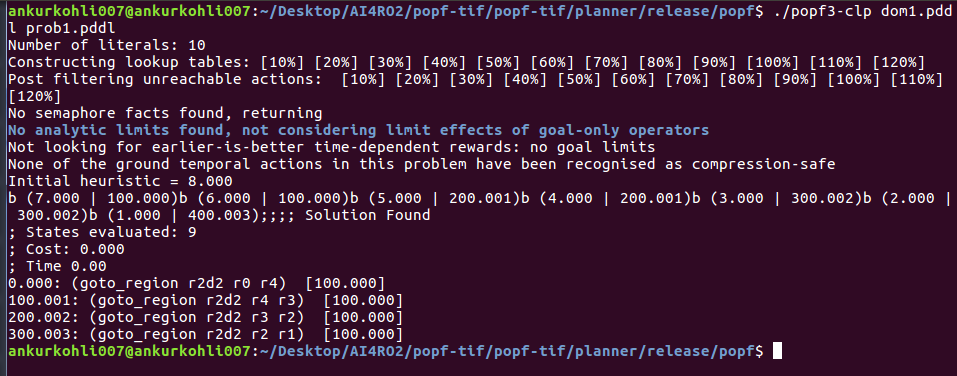 ankurkohli007@ankurkohli007:~/Desktop/AI4RO2/popf-tif/popf-tif/planner/release/popf$ ./popf3-clp dom1.pdd
l prob1.pddl
Number of literals: 10
Constructing lookup tables: [10%] [20%] [30%] [40%] [50%] [60%] [70%] [80%] [90%] [100%] [110%] [120%]
Post filtering unreachable actions:  [10%] [20%] [30%] [40%] [50%] [60%] [70%] [80%] [90%] [100%] [110%]
[120%]
No semaphore facts found, returning
No analytic limits found, not considering limit effects of goal-only operators
Not looking for earlier-is-better time-dependent rewards: no goal limits
None of the ground temporal actions in this problem have been recognised as compression-safe
Initial heuristic = 8.000
b (7.000 | 100.000)b (6.000 | 100.000)b (5.000 | 200.001)b (4.000 | 200.001)b (3.000 | 300.002)b (2.000 |
 300.002)b (1.000 | 400.003);;;; Solution Found
; States evaluated: 9
; Cost: 0.000
; Time 0.00
0.000: (goto_region r2d2 r0 r4)  [100.000]
100.001: (goto_region r2d2 r4 r3)  [100.000]
200.002: (goto_region r2d2 r3 r2)  [100.000]
300.003: (goto_region r2d2 r2 r1)  [100.000]
ankurkohli007@ankurkohli007:~/Desktop/AI4RO2/popf-tif/popf-tif/planner/release/popf$